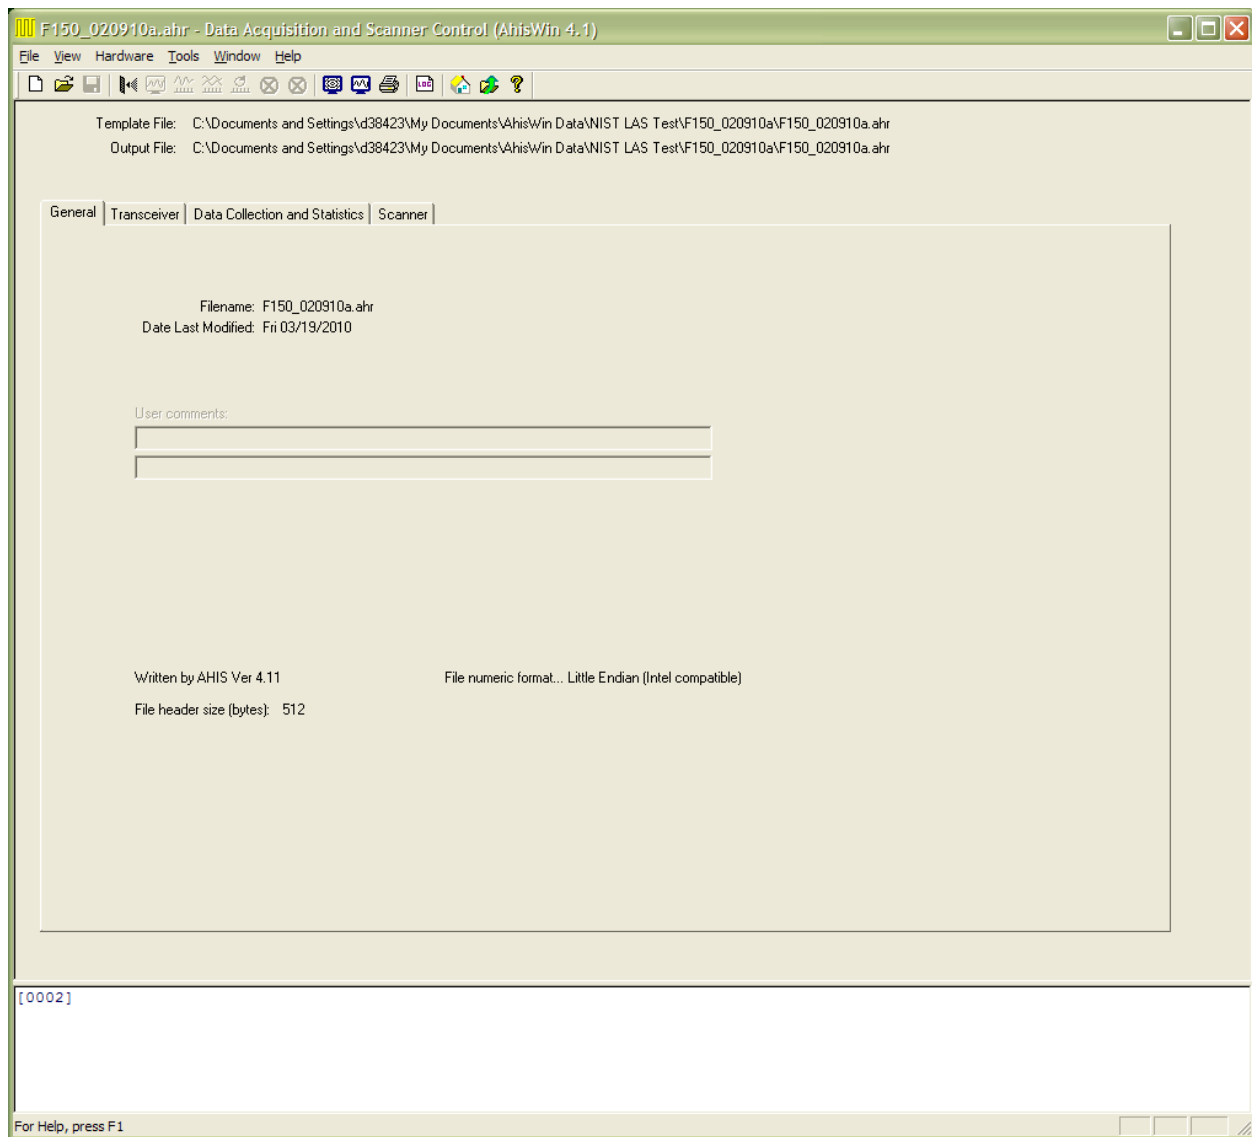 F150_020910a.ahr - Data Acquisition and Scanner Control (AhisWin 4.1)
File View Hardware Tools Window Help
LOG
Template File: C:\Documents and Settings\d38423\My Documents\AhisWin Data\NIST LAS Test\F150_020910a\F150_020910a.ahr
Output File: C:\Documents and Settings\d38423\My Documents\AhisWin Data\NIST LAS Test\F150_020910a\F150_020910a.ahr
General Transceiver Data Collection and Statistics Scanner
Filename: F150_020910a.ahr
Date Last Modified: Fri 03/19/2010
User comments:
Written by AHIS Ver 4.11 File numeric format... Little Endian (Intel compatible)
File header size (bytes): 512
[0002]
For Help, press F1